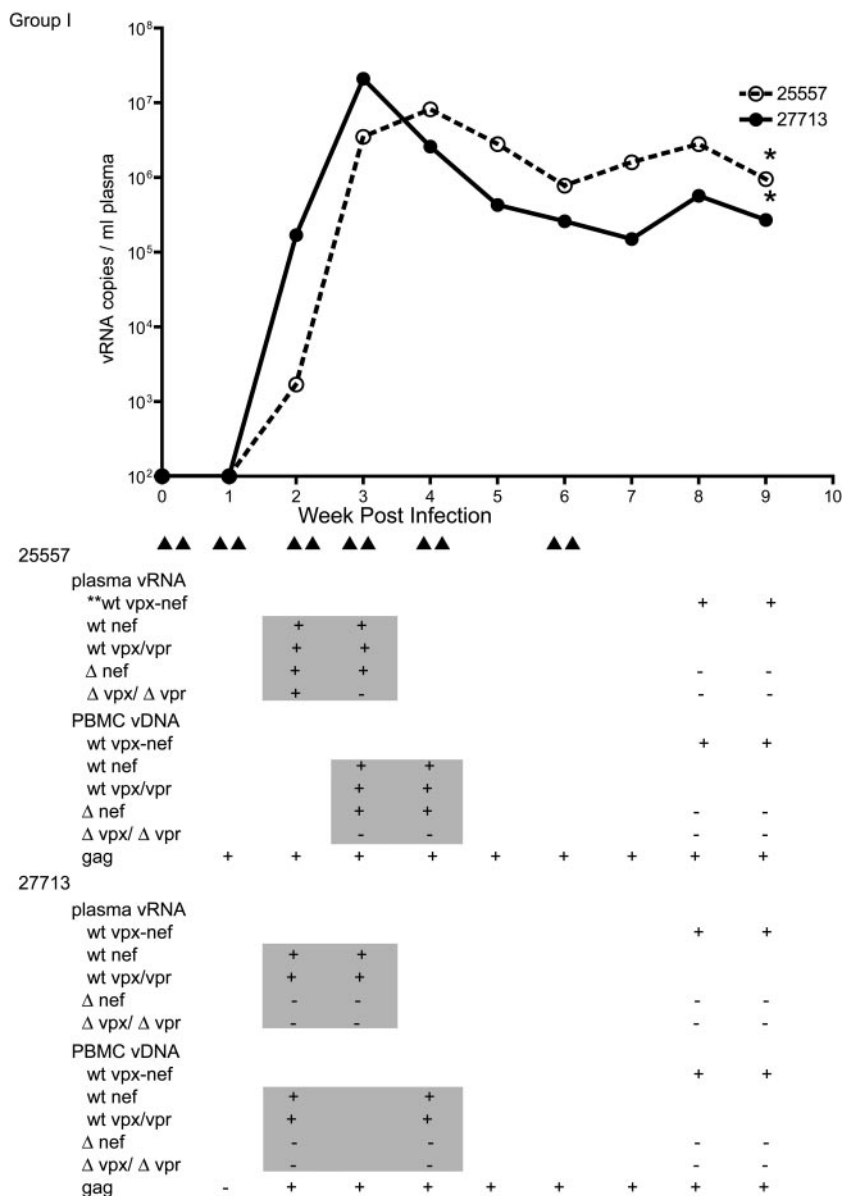 Group I
10⁸
10⁷
10⁶
10⁵
10⁴
10³
10²
vRNA copies / ml plasma
25557
27713
*
*
0 1 2 3 4 5 6 7 8 9 10
Week Post Infection
25557
plasma vRNA
**wt vpx-nef + +
wt nef + +
wt vpx/vpr + +
Δ nef + + - -
Δ vpx/ Δ vpr + - - -
PBMC vDNA
wt vpx-nef + +
wt nef + +
wt vpx/vpr + +
Δ nef + + - -
Δ vpx/ Δ vpr - - - -
gag + + + + + + + + +
27713
plasma vRNA
wt vpx-nef + +
wt nef + +
wt vpx/vpr + +
Δ nef - - - -
Δ vpx/ Δ vpr - - - -
PBMC vDNA
wt vpx-nef + +
wt nef + +
wt vpx/vpr + +
Δ nef - - - -
Δ vpx/ Δ vpr - - - -
gag - + + + + + + + +